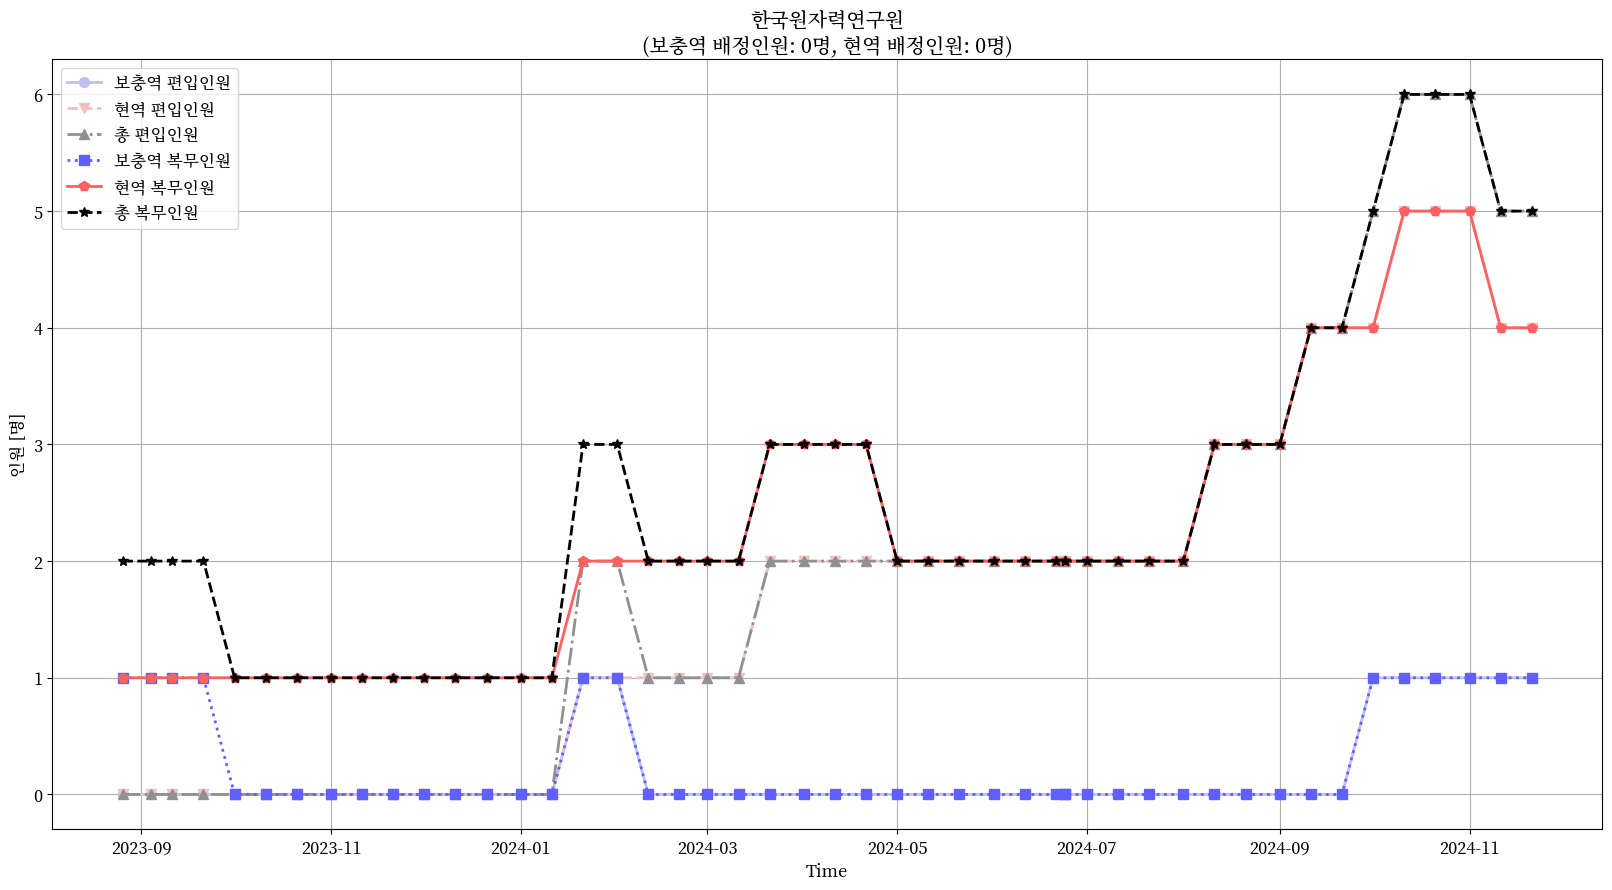 한국원자력연구원
(보충역 배정인원: 0명, 현역 배정인원: 0명)
보충역 편입인원
현역 편입인원
총 편입인원
보충역 복무인원
현역 복무인원
총 복무인원
인원 [명]
6
5
4
3
2
1
0
2023-09
2023-11
2024-01
2024-03
2024-05
2024-07
2024-09
2024-11
Time